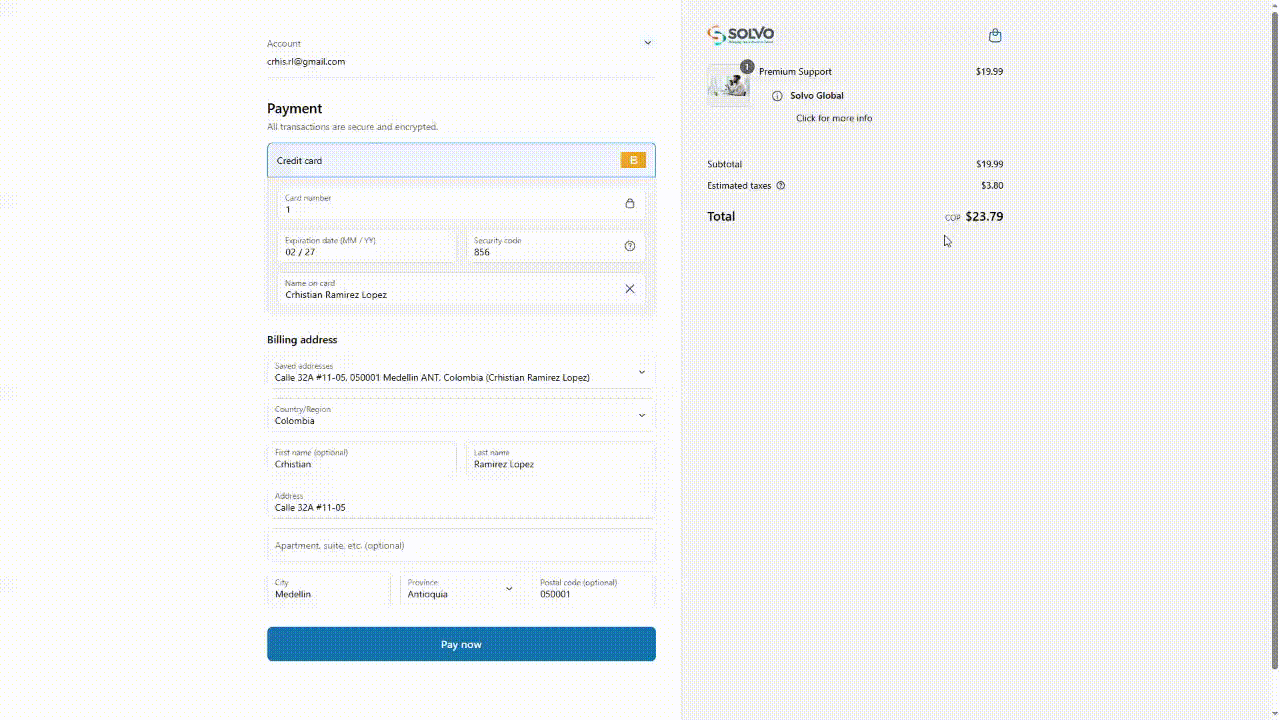 Account
crhis.rl@gmail.com
Payment
All transactions are secure and encrypted.
Credit card
B
Card number
1
Expiration date (MM / YY)
02 / 27
Security code
856
Name on card
Crhistian Ramirez Lopez
Billing address
Saved addresses
Calle 32A #11-05, 050001 Medellin ANT, Colombia (Crhistian Ramirez Lopez)
Country/Region
Colombia
First name (optional)
Crhistian
Last name
Ramirez Lopez
Address
Calle 32A #11-05
Apartment, suite, etc. (optional)
City
Medellin
Province
Antioquia
Postal code (optional)
050001
Pay now
SOLVO
1
Premium Support
$19.99
Solvo Global
Click for more info
Subtotal
$19.99
Estimated taxes
$3.80
Total
COP $23.79